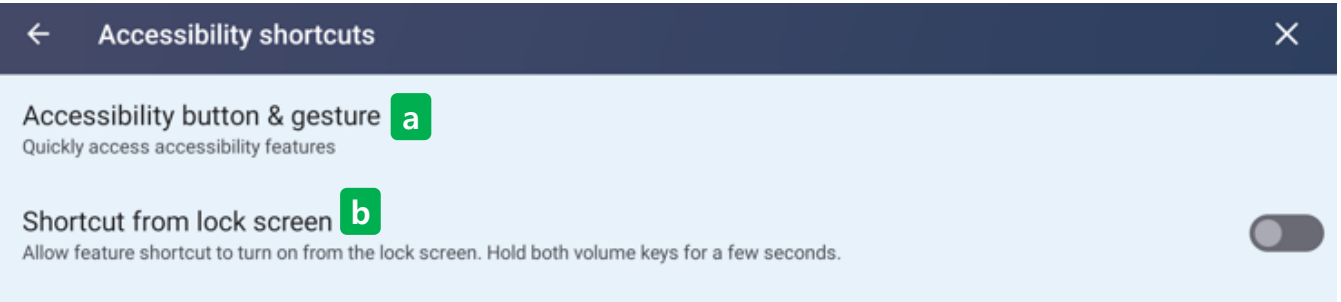 Accessibility shortcuts
Accessibility button & gesture a
Quickly access accessibility features
Shortcut from lock screen b
Allow feature shortcut to turn on from the lock screen. Hold both volume keys for a few seconds.